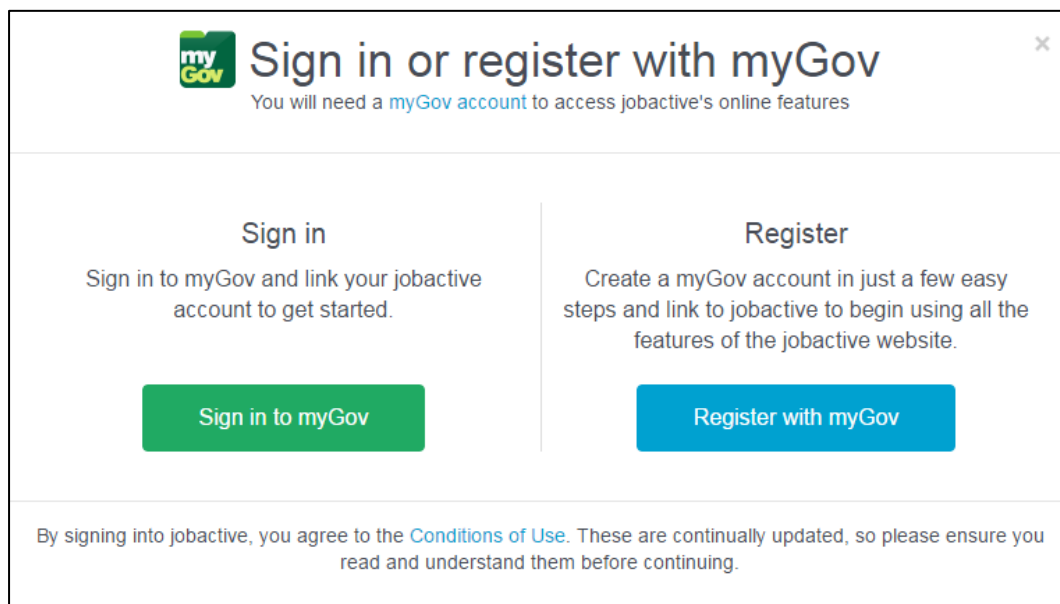 my
Gov
Sign in or register with myGov
×
You will need a myGov account to access jobactive's online features
Sign in
Sign in to myGov and link your jobactive
account to get started.
Sign in to myGov
Register
Create a myGov account in just a few easy
steps and link to jobactive to begin using all the
features of the jobactive website.
Register with myGov
By signing into jobactive, you agree to the Conditions of Use. These are continually updated, so please ensure you
read and understand them before continuing.